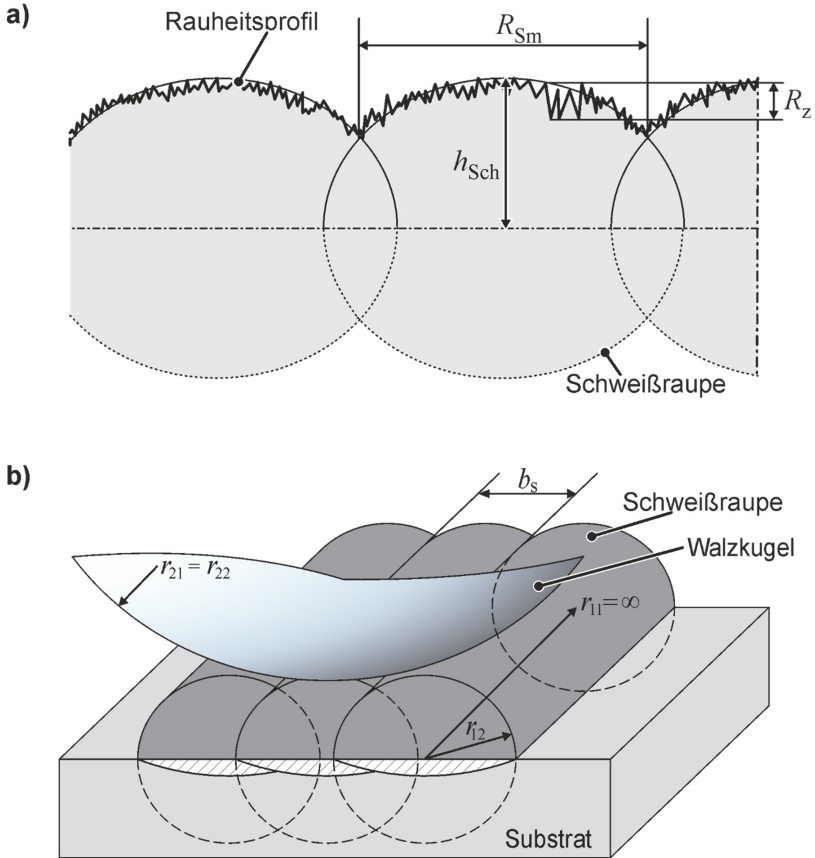 a)
Rauheitsprofil
R_Sm
R_z
h_Sch
Schweißraupe
b)
b_s
Schweißraupe
Walzkugel
r_21 = r_22
r_11 = ∞
r_12
Substrat